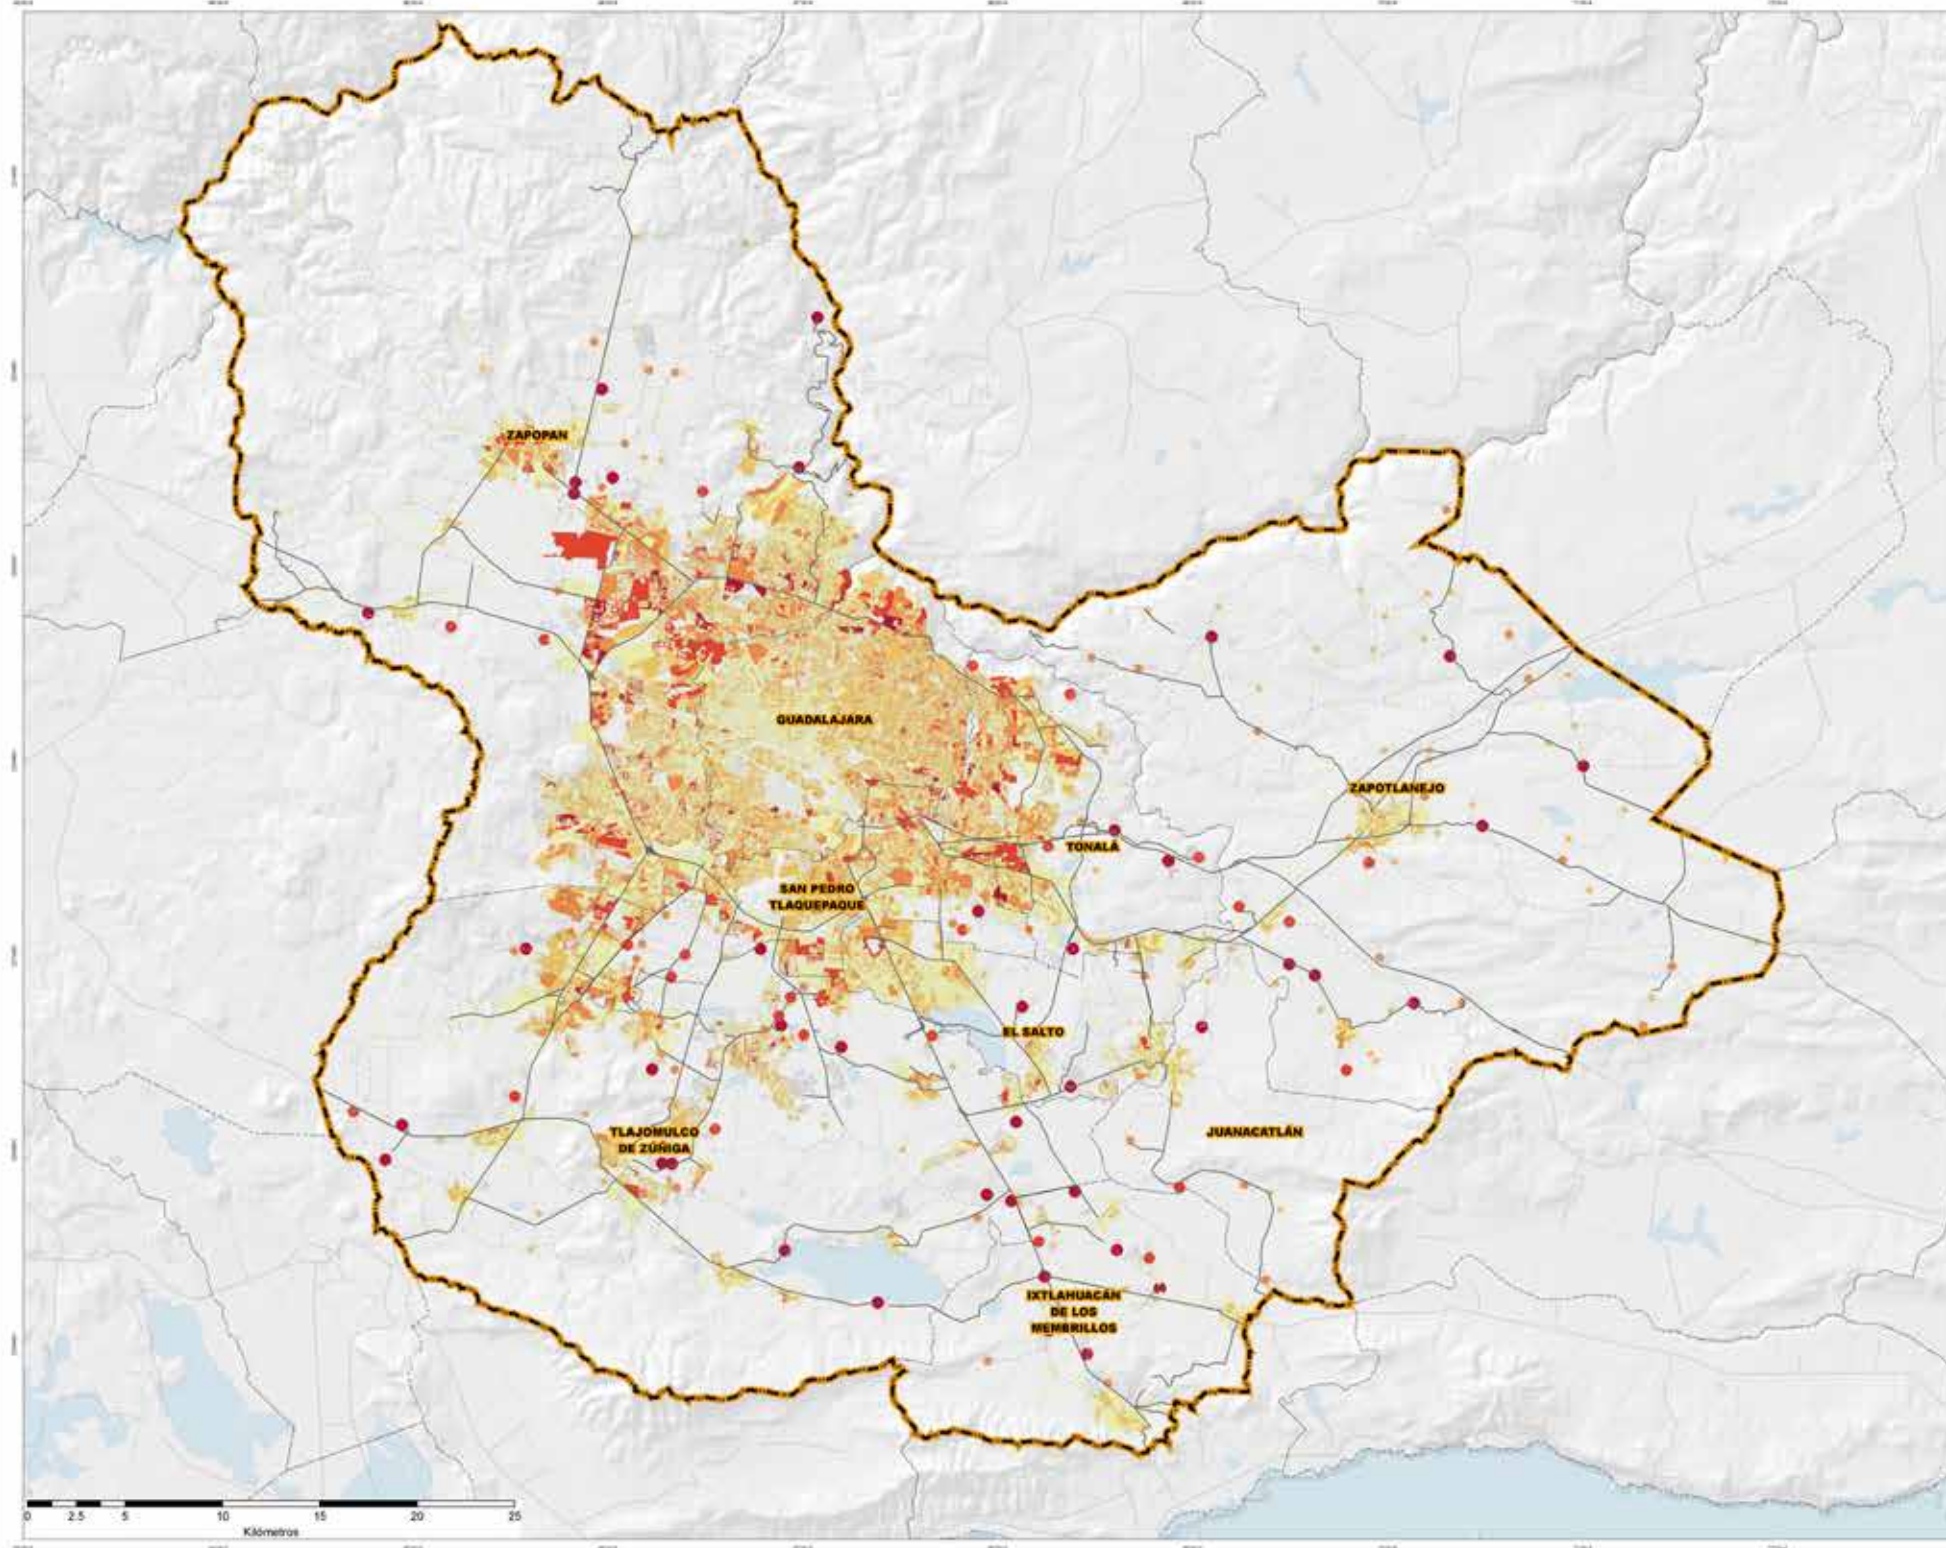 ZAPOPAN
GUADALAJARA
ZAPOTLANEJO
TONALÁ
SAN PEDRO
TLAQUEPAQUE
EL SALTO
TLAJOMULCO
DE ZÚÑIGA
JUANACATLÁN
IXTLAHUACÁN
DE LOS
MEMBRILLOS
0 2.5 5 10 15 20 25
Kilómetros